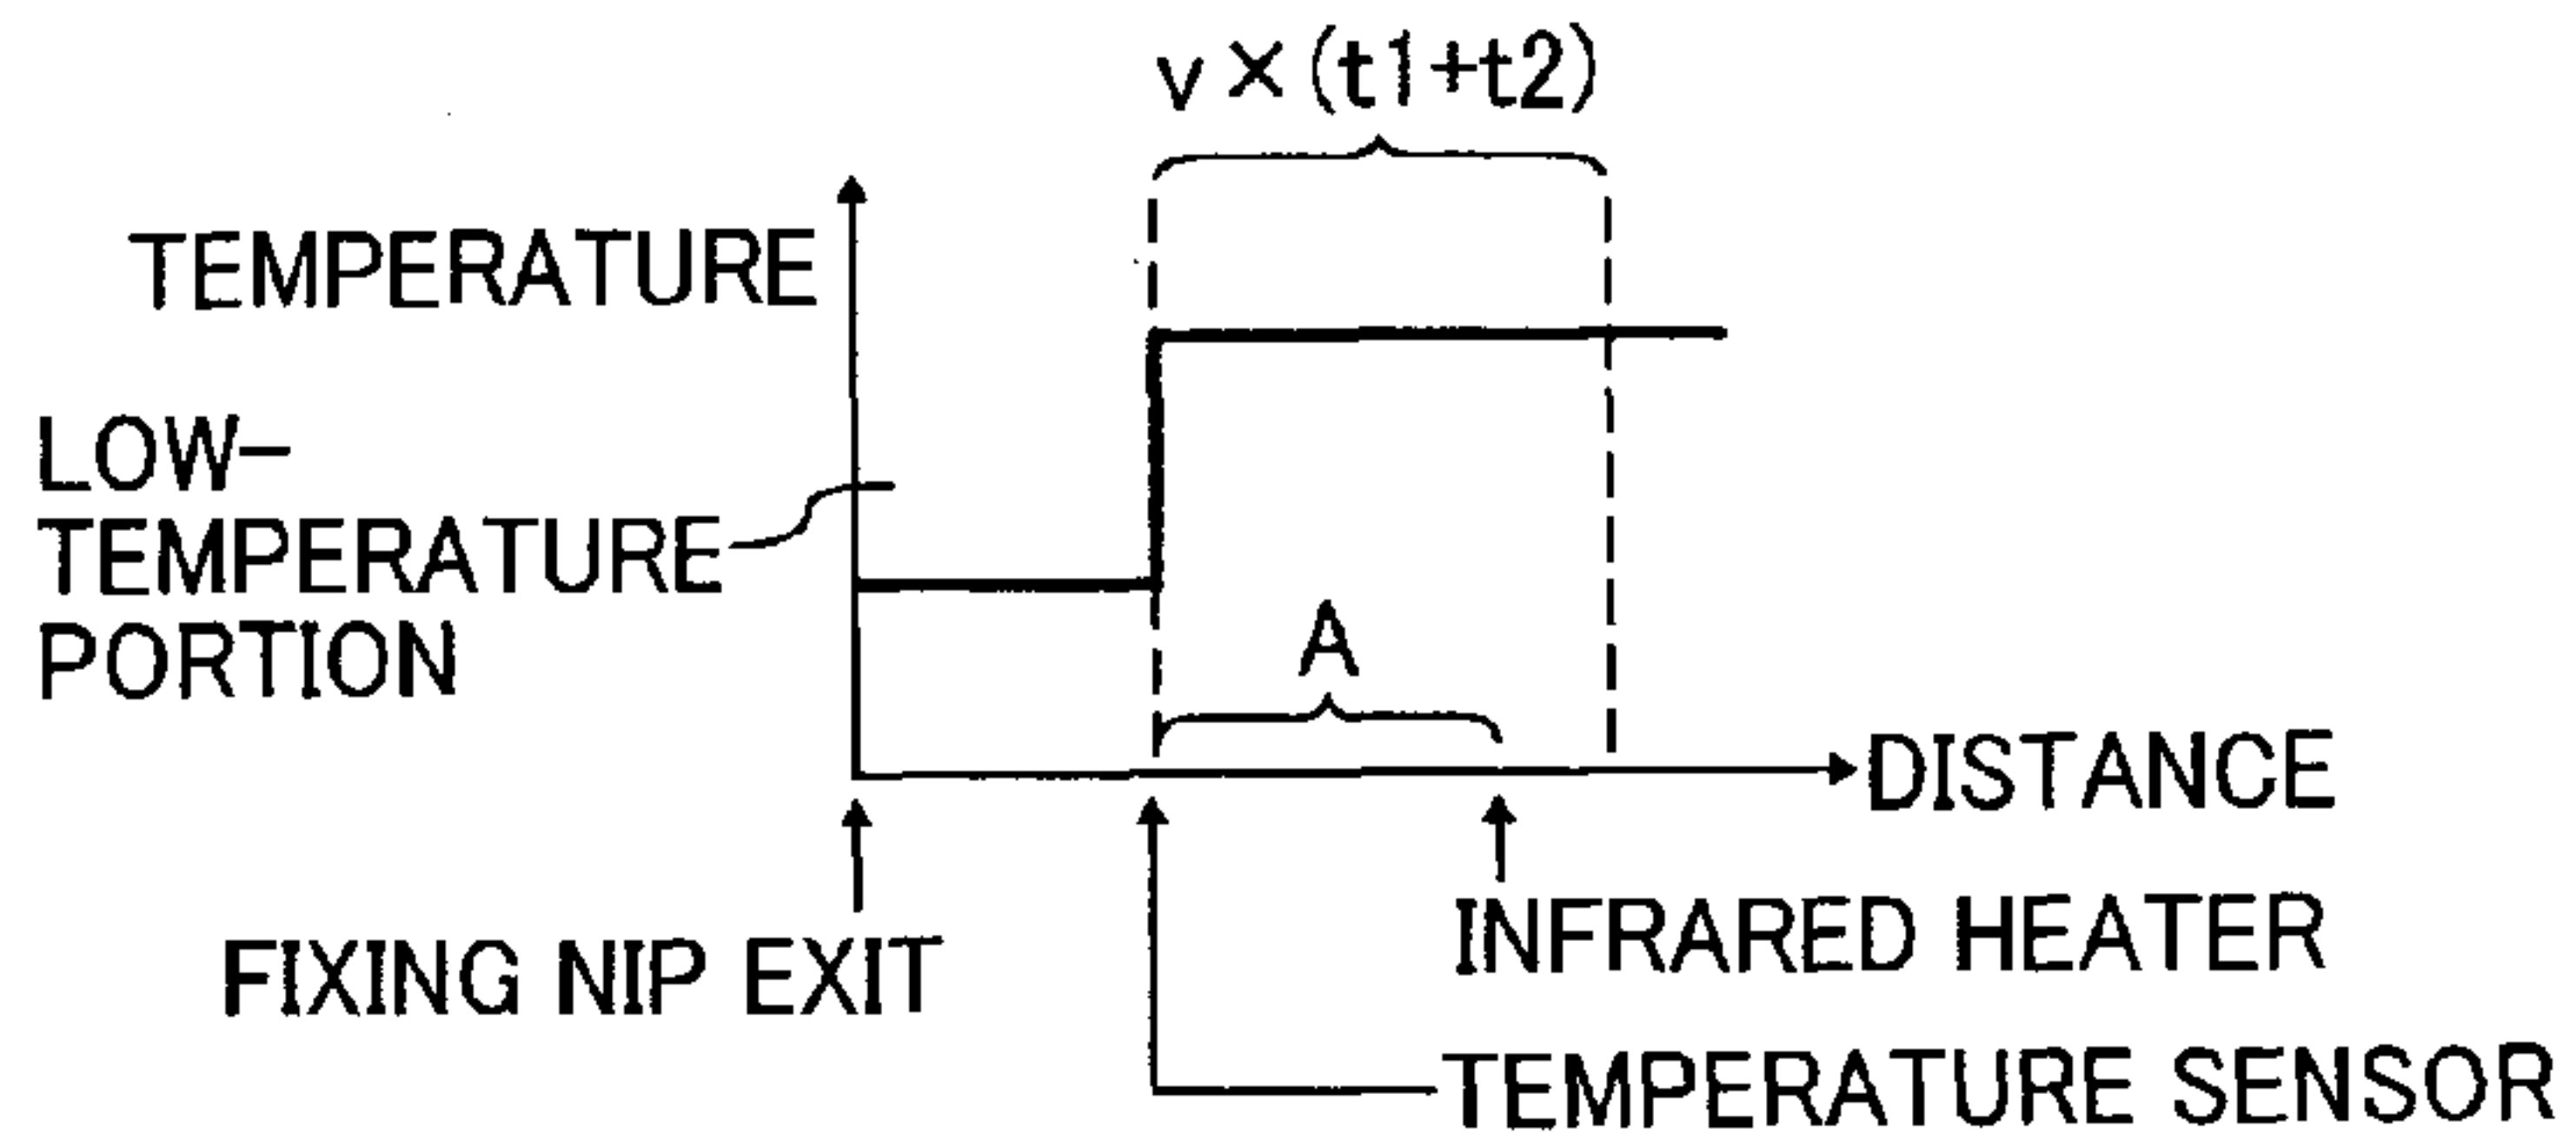 v×(t1+t2)
TEMPERATURE
LOW-
TEMPERATURE
PORTION
A
DISTANCE
FIXING NIP EXIT
INFRARED HEATER
TEMPERATURE SENSOR